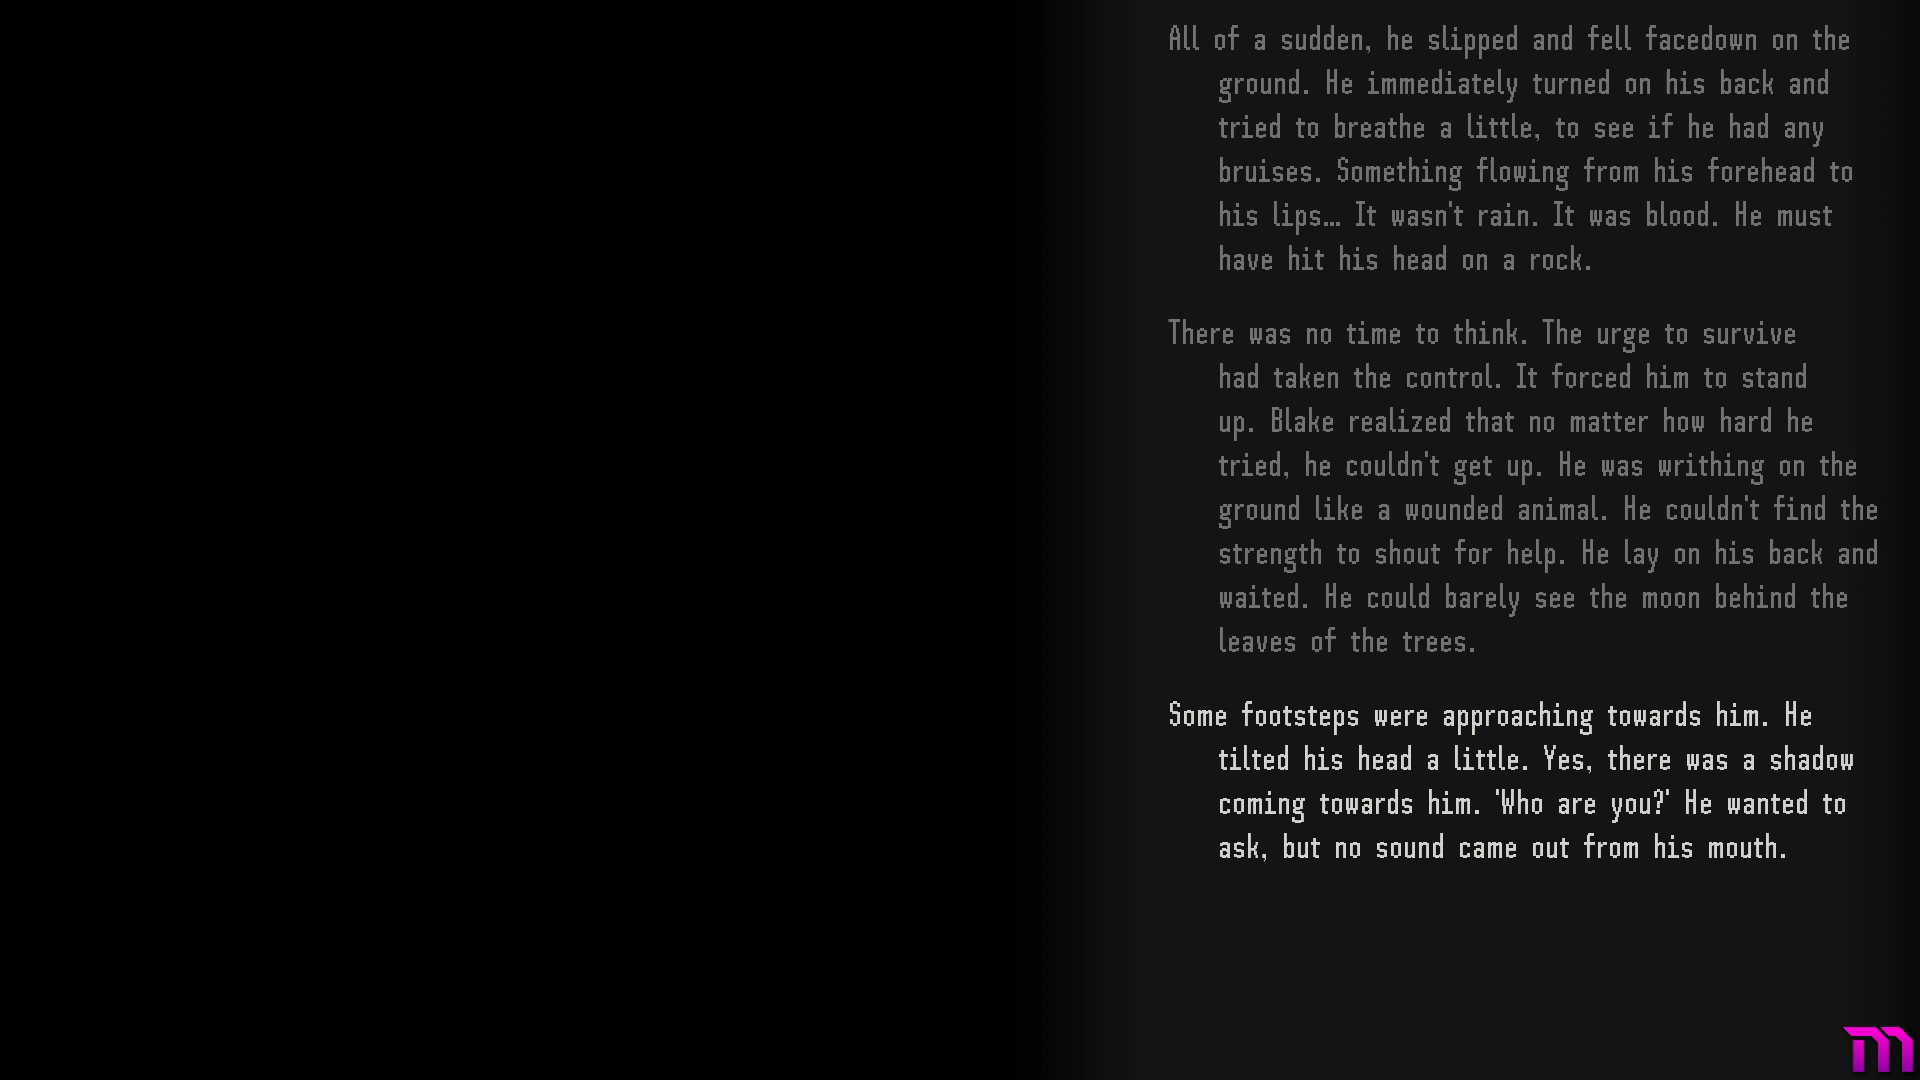 All of a sudden, he slipped and fell facedown on the
ground. He immediately turned on his back and
tried to breathe a little, to see if he had any
bruises. Something flowing from his forehead to
his lips... It wasn't rain. It was blood. He must
have hit his head on a rock.
There was no time to think. The urge to survive
had taken the control. It forced him to stand
up. Blake realized that no matter how hard he
tried, he couldn't get up. He was writhing on the
ground like a wounded animal. He couldn't find the
strength to shout for help. He lay on his back and
waited. He could barely see the moon behind the
leaves of the trees.
Some footsteps were approaching towards him. He
tilted his head a little. Yes, there was a shadow
coming towards him. 'Who are you?' He wanted to
ask, but no sound came out from his mouth.